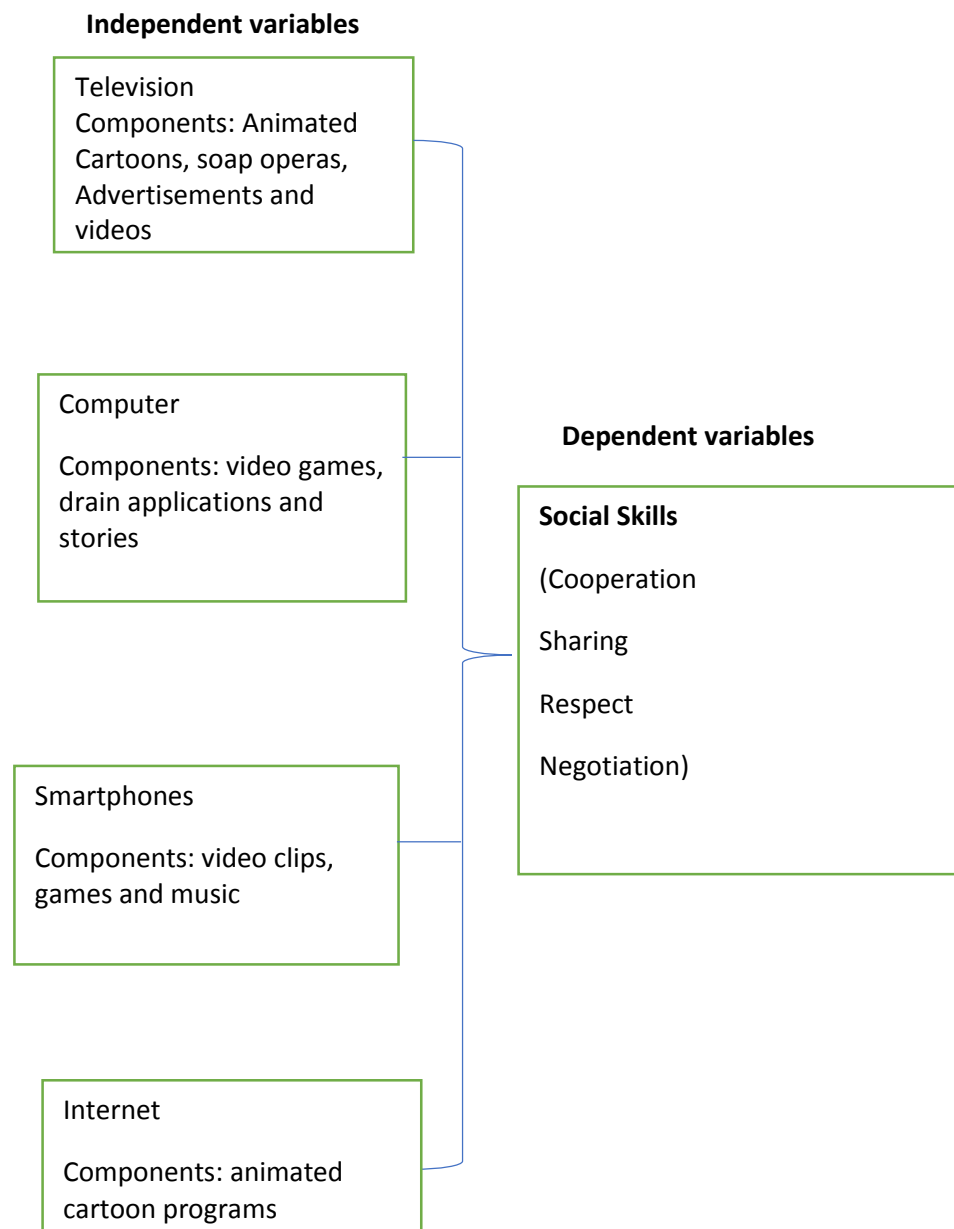 Independent variables
Television
Components: Animated
Cartoons, soap operas,
Advertisements and
videos
Computer
Components: video games,
drain applications and
stories
Dependent variables
Social Skills
(Cooperation
Sharing
Respect
Negotiation)
Smartphones
Components: video clips,
games and music
Internet
Components: animated
cartoon programs